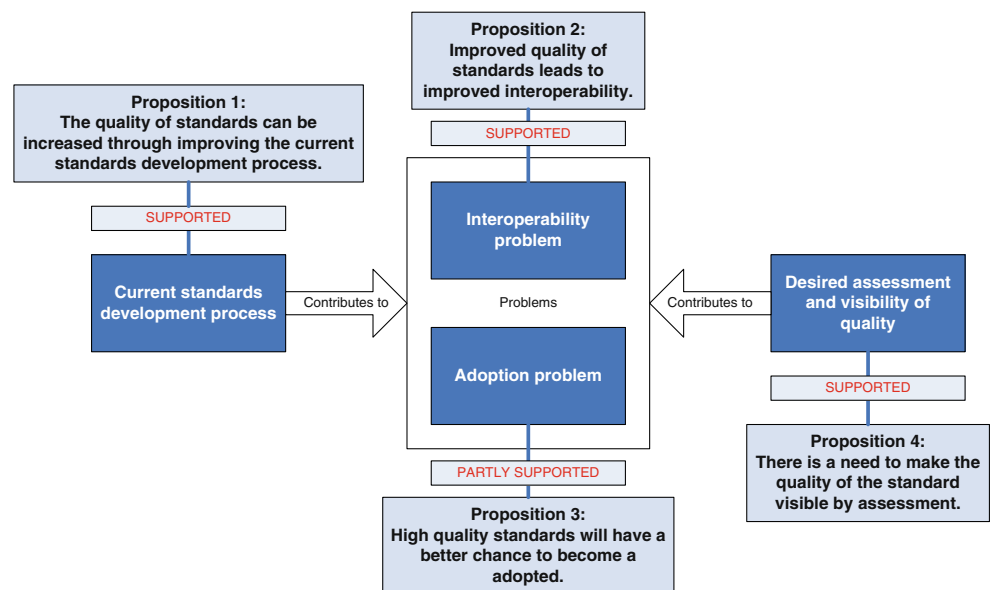 Proposition 2:
Improved quality of
standards leads to
improved interoperability.
SUPPORTED
Proposition 1:
The quality of standards can be
increased through improving the current
standards development process.
SUPPORTED
Current standards
development process
Contributes to
Interoperability
problem
Problems
Adoption problem
Contributes to
Desired assessment
and visibility of
quality
SUPPORTED
Proposition 4:
There is a need to make the
quality of the standard
visible by assessment.
PARTLY SUPPORTED
Proposition 3:
High quality standards will have a
better chance to become a
adopted.